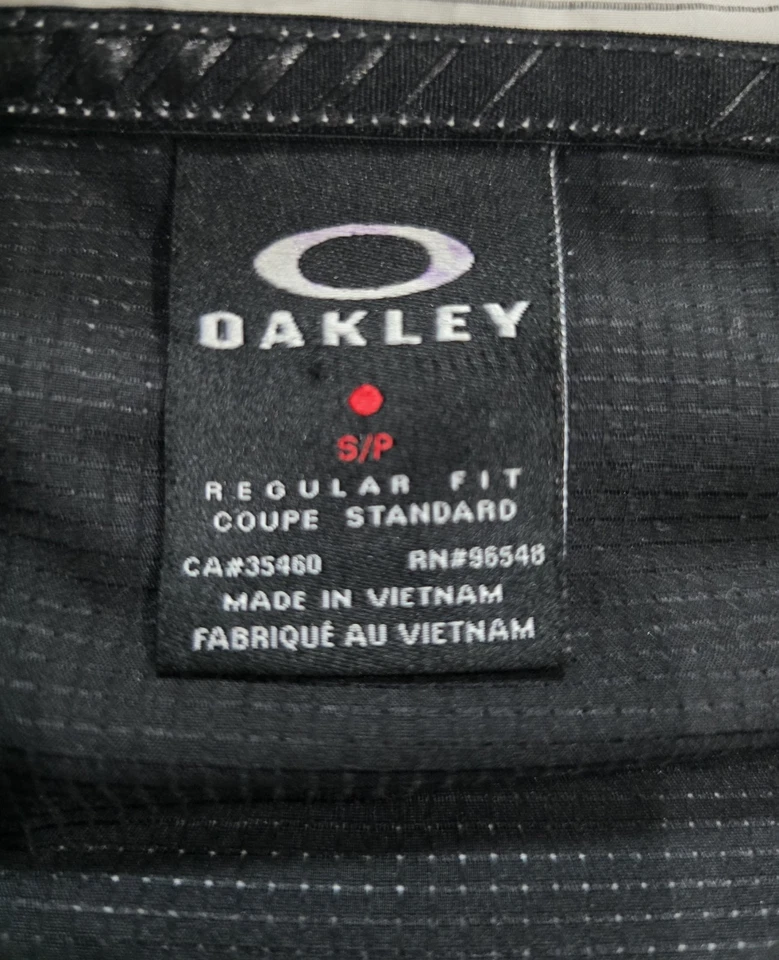 OAKLEY
S/P
REGULAR FIT
COUPE STANDARD
CA#35460 RN#96548
MADE IN VIETNAM
FABRIQUÉ AU VIETNAM